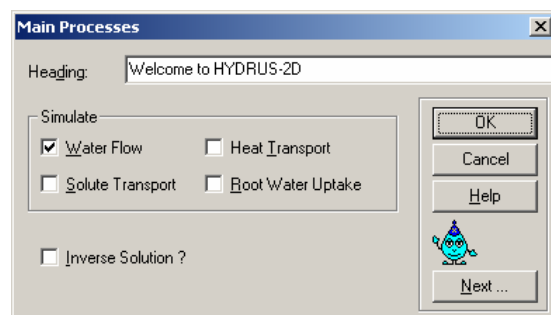 Main Processes
Heading: Welcome to HYDRUS-2D
Simulate
Water Flow Heat Transport
Solute Transport Root Water Uptake
Inverse Solution ?
OK
Cancel
Help
Next ...